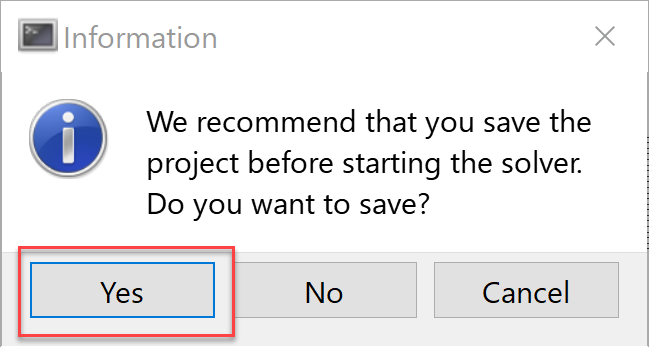 Information
We recommend that you save the
project before starting the solver.
Do you want to save?
Yes
No
Cancel